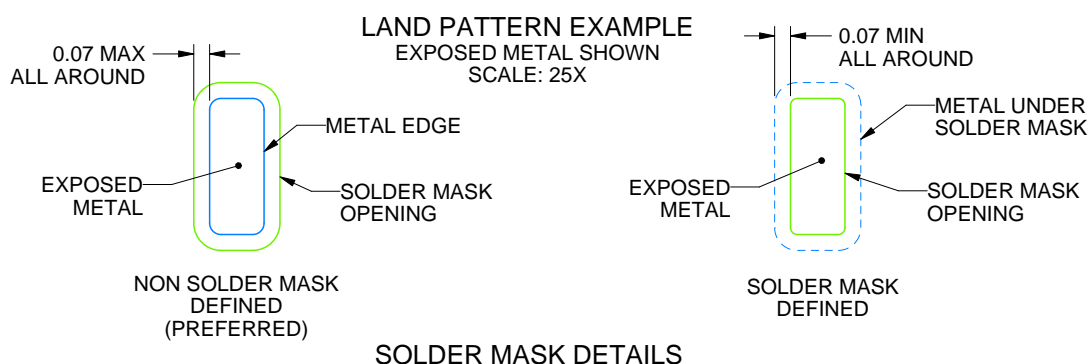 LAND PATTERN EXAMPLE
EXPOSED METAL SHOWN
SCALE: 25X
0.07 MAX
ALL AROUND
METAL EDGE
EXPOSED
METAL
SOLDER MASK
OPENING
NON SOLDER MASK
DEFINED
(PREFERRED)
0.07 MIN
ALL AROUND
METAL UNDER
SOLDER MASK
EXPOSED
METAL
SOLDER MASK
OPENING
SOLDER MASK
DEFINED
SOLDER MASK DETAILS